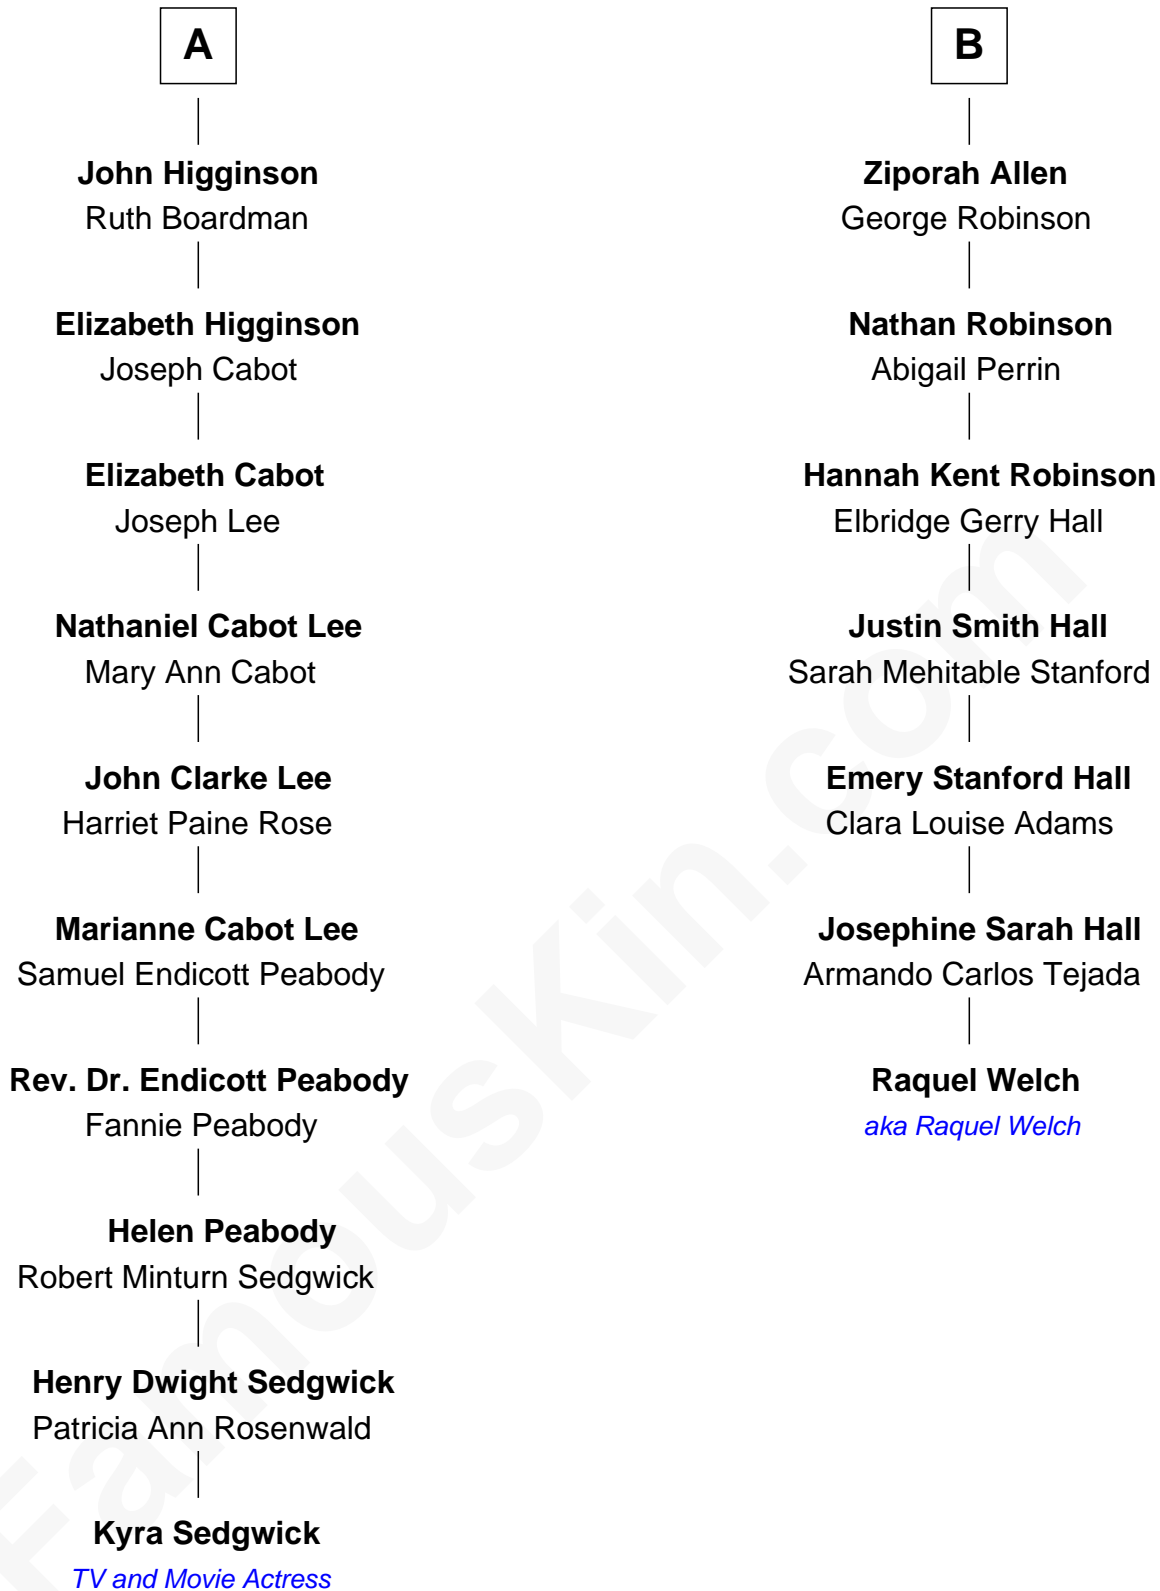 A
John Higginson
Ruth Boardman
Elizabeth Higginson
Joseph Cabot
Elizabeth Cabot
Joseph Lee
Nathaniel Cabot Lee
Mary Ann Cabot
John Clarke Lee
Harriet Paine Rose
Marianne Cabot Lee
Samuel Endicott Peabody
Rev. Dr. Endicott Peabody
Fannie Peabody
Helen Peabody
Robert Minturn Sedgwick
Henry Dwight Sedgwick
Patricia Ann Rosenwald
Kyra Sedgwick
TV and Movie Actress
B
Ziporah Allen
George Robinson
Nathan Robinson
Abigail Perrin
Hannah Kent Robinson
Elbridge Gerry Hall
Justin Smith Hall
Sarah Mehitable Stanford
Emery Stanford Hall
Clara Louise Adams
Josephine Sarah Hall
Armando Carlos Tejada
Raquel Welch
aka Raquel Welch
FamousKin.com